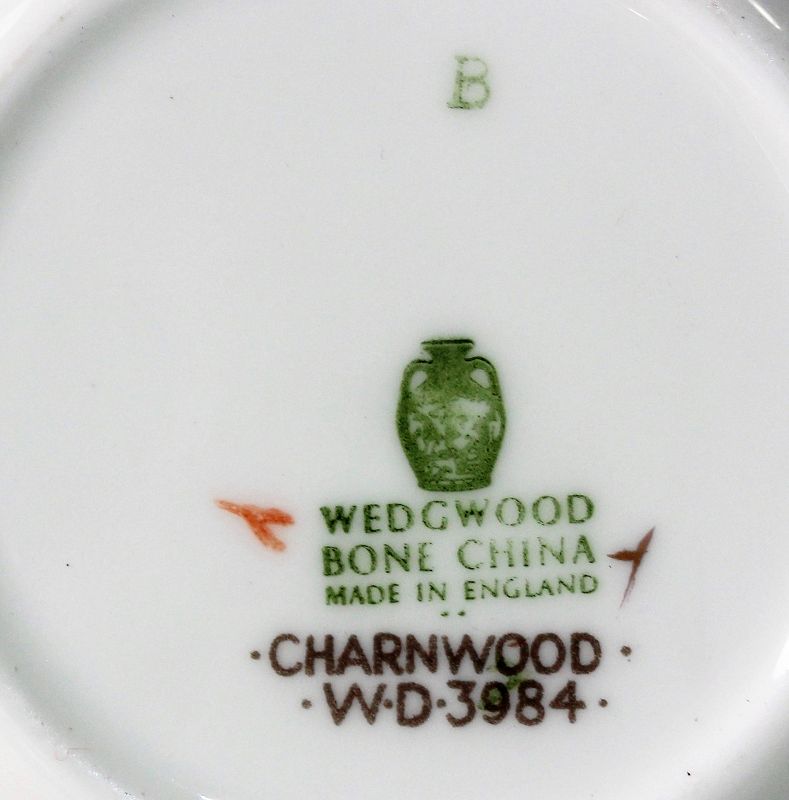 B
WEDGWOOD
BONE CHINA
MADE IN ENGLAND
·CHARNWOOD·
·W·D·3984·